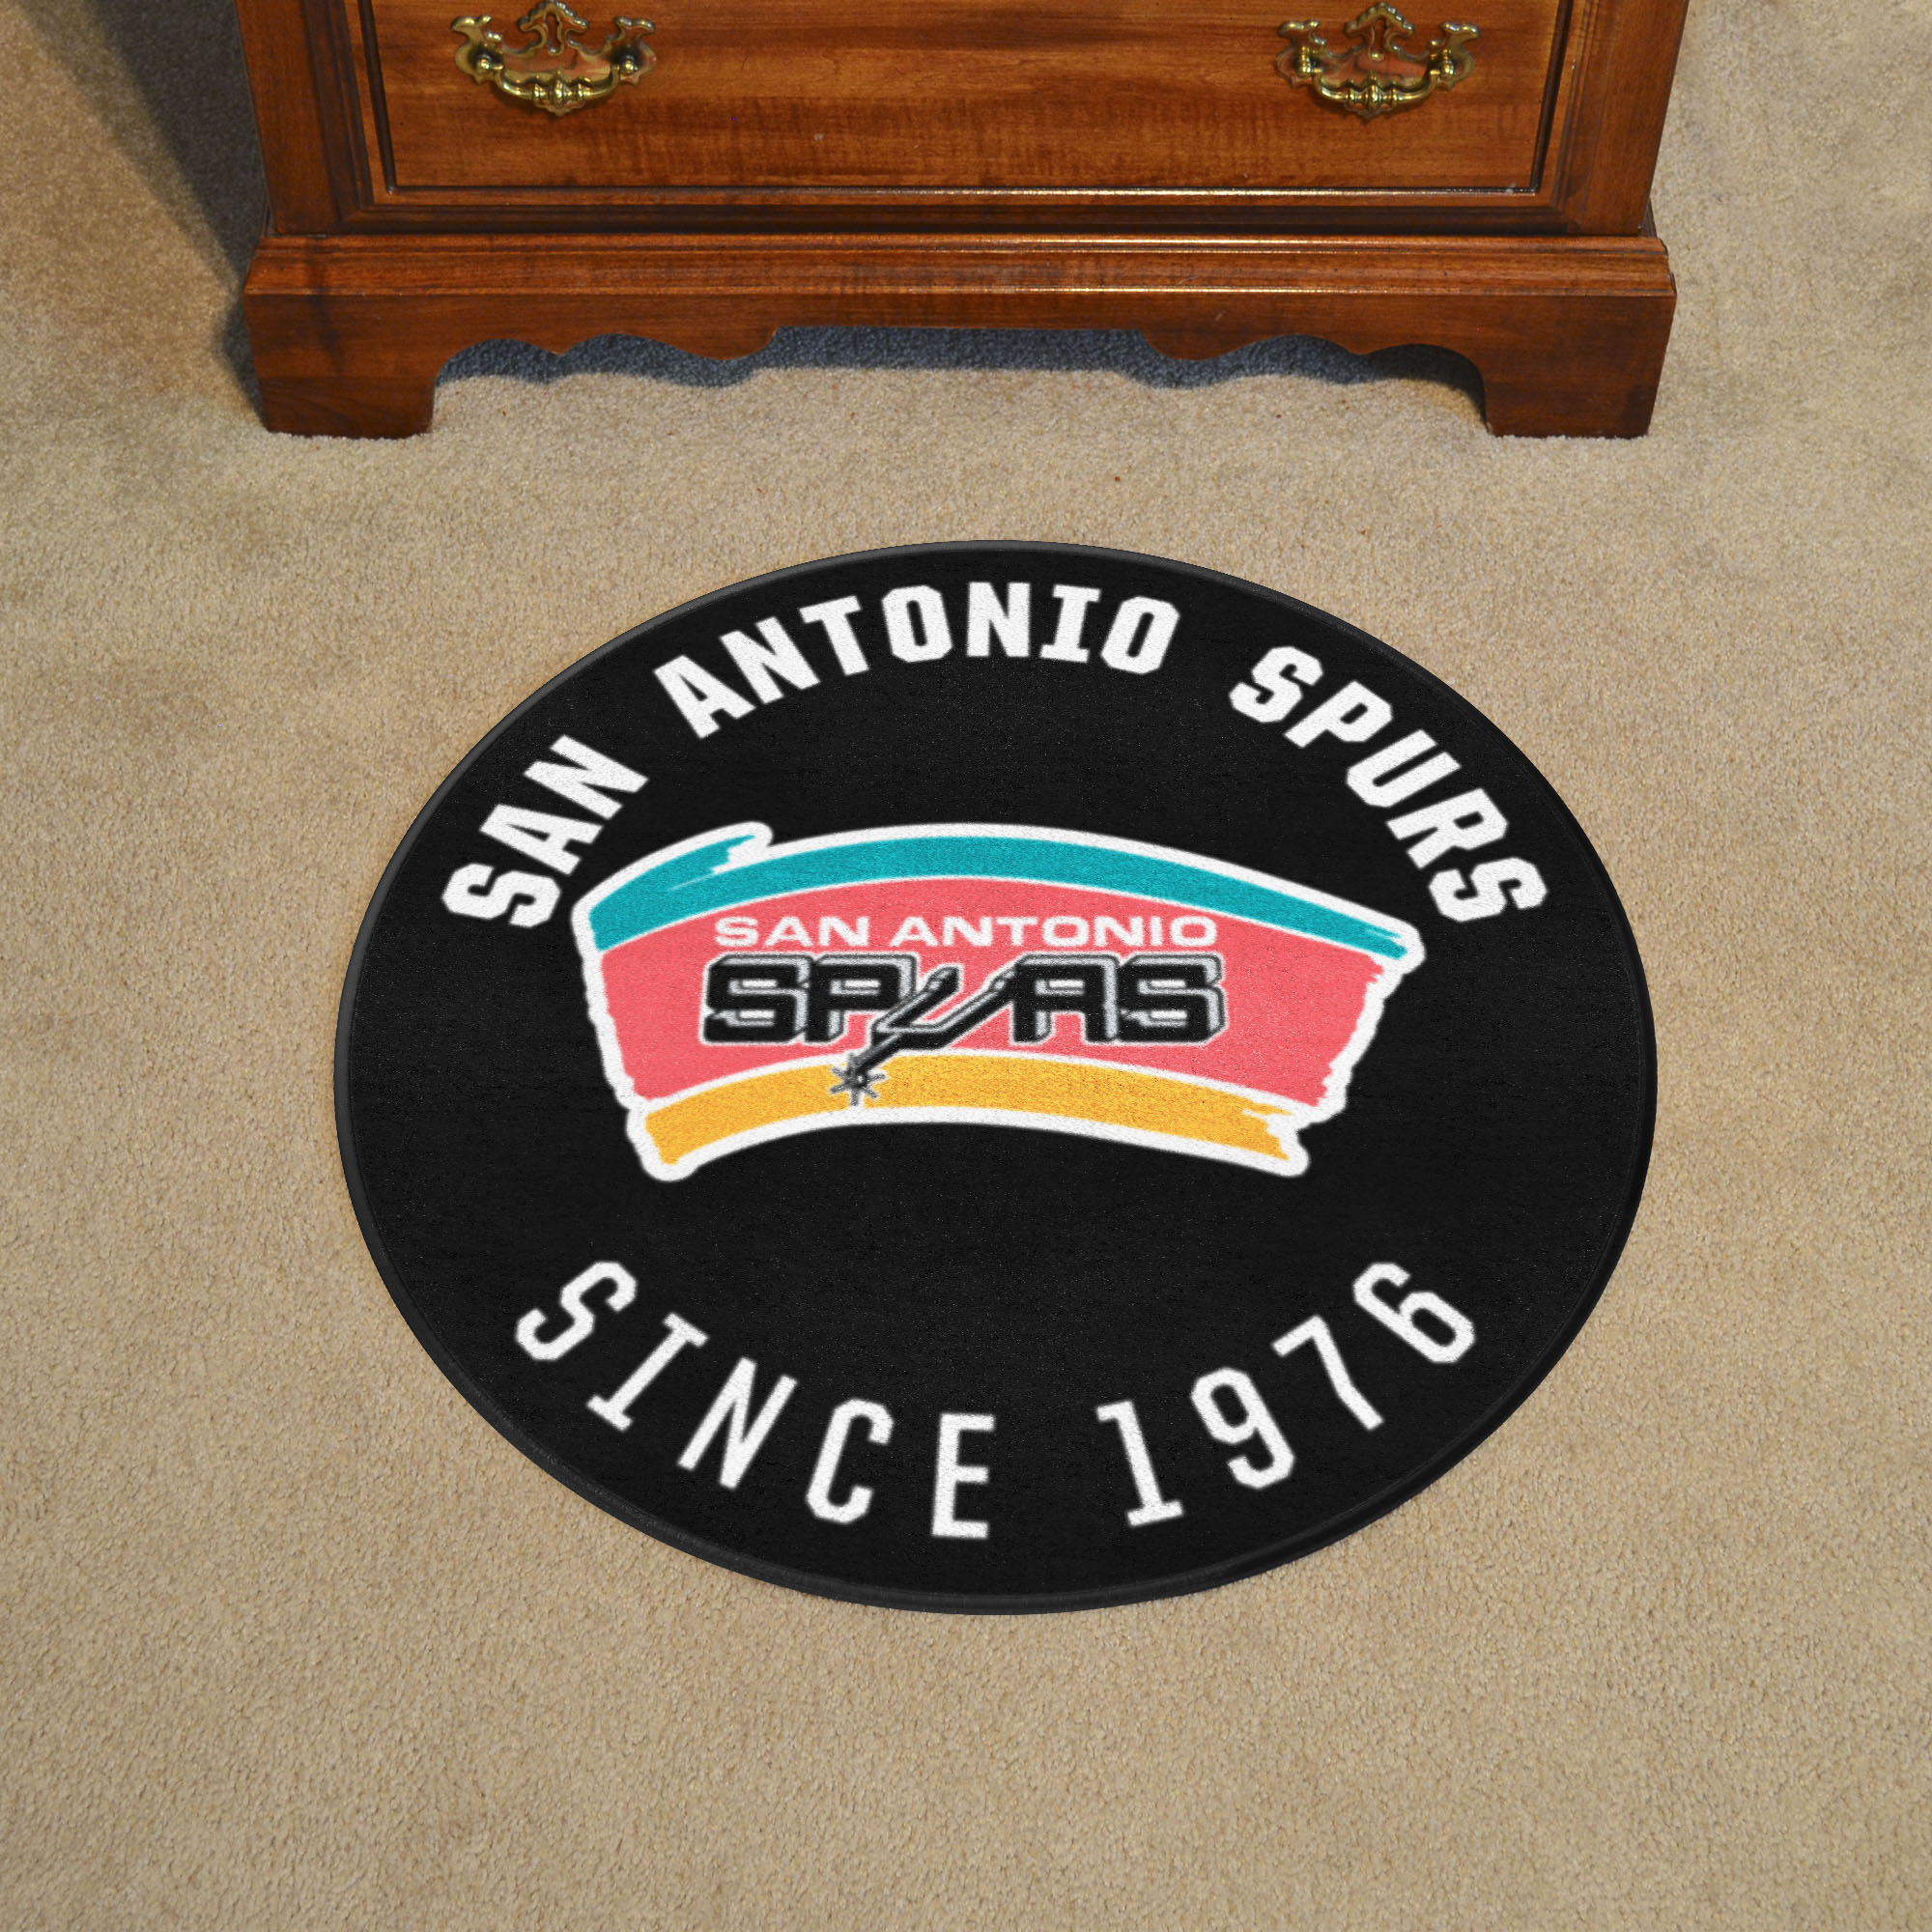 SAN ANTONIO SPURS
SAN ANTONIO
SPURS
SINCE 1976